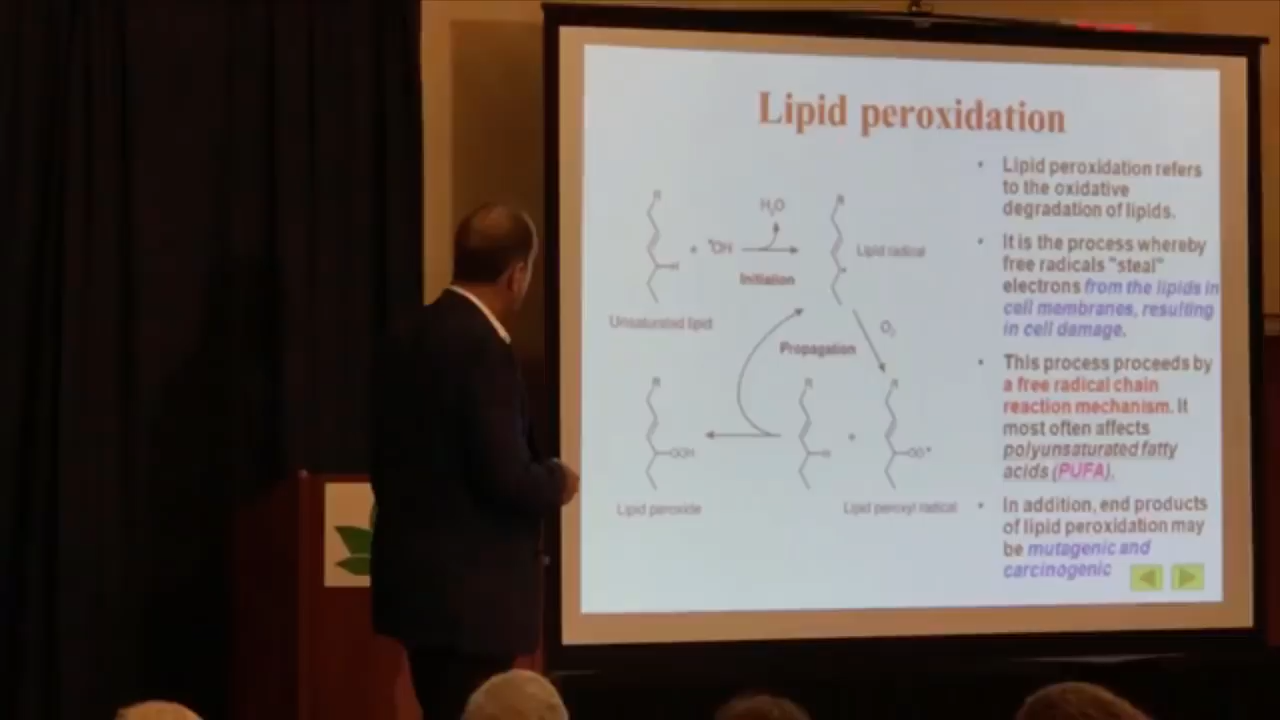 Lipid peroxidation
R
H₂O
R
+ •OH
Lipid radical
H
Initiation
Unsaturated lipid
O₂
Propagation
R
R
R
OOH
H
+
OO•
Lipid peroxide
Lipid peroxyl radical
• Lipid peroxidation refers
to the oxidative
degradation of lipids.
• It is the process whereby
free radicals "steal"
electrons from the lipids in
cell membranes, resulting
in cell damage.
• This process proceeds by
a free radical chain
reaction mechanism. It
most often affects
polyunsaturated fatty
acids (PUFA).
• In addition, end products
of lipid peroxidation may
be mutagenic and
carcinogenic